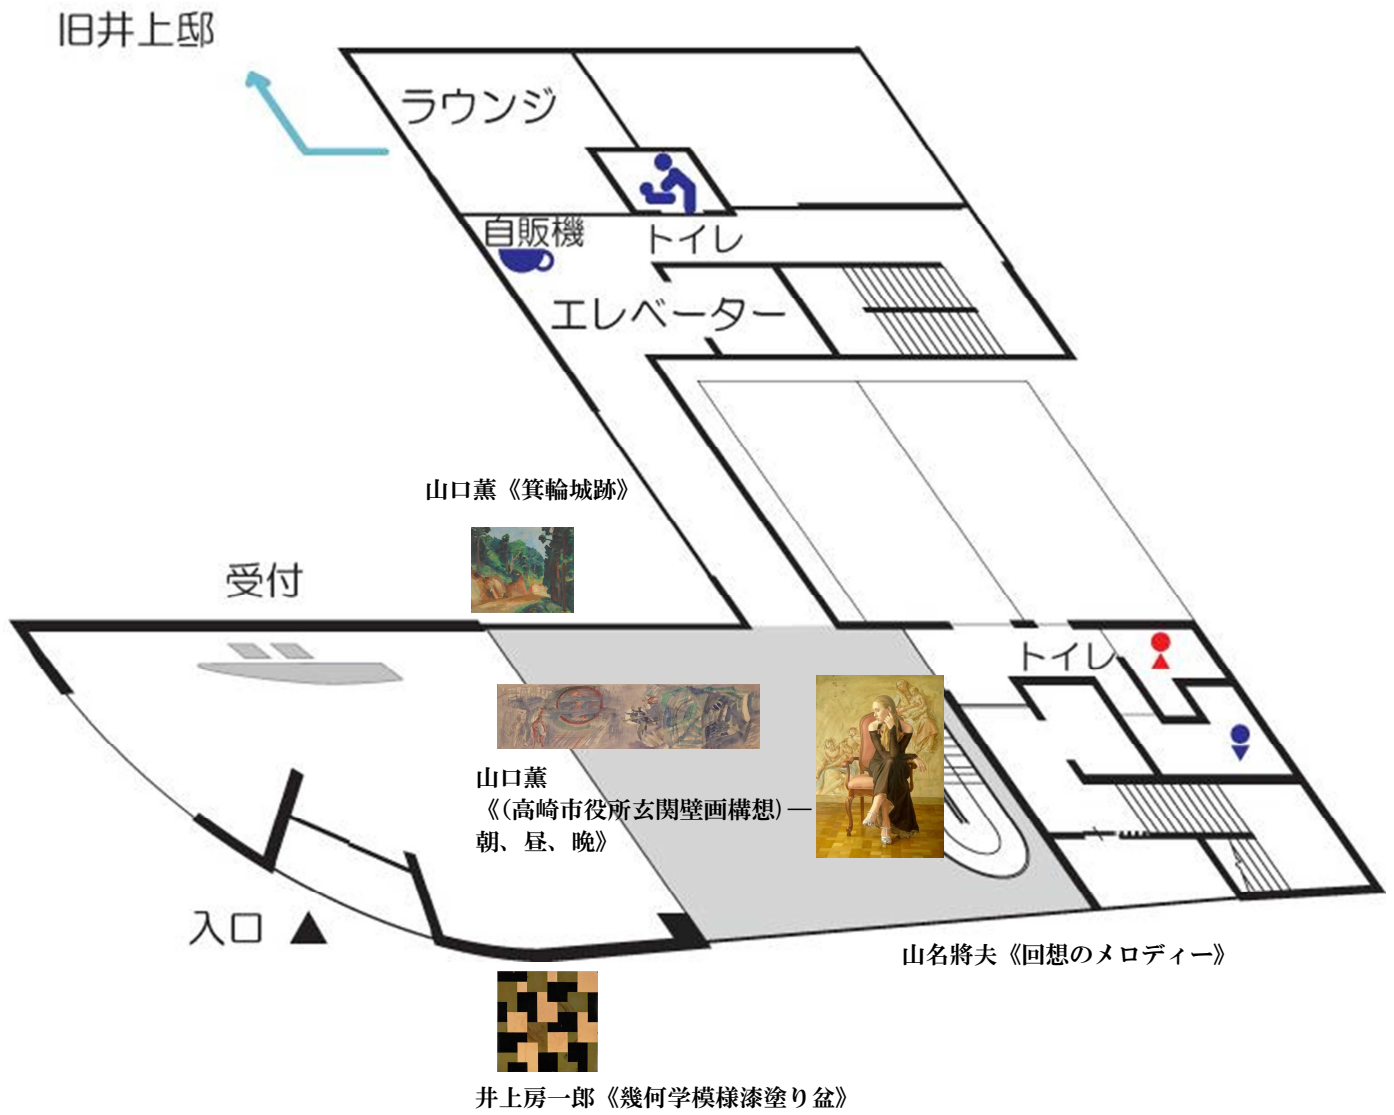 旧井上邸
ラウンジ
自販機
トイレ
エレベーター
山口薫《箕輪城跡》
受付
トイレ
山口薫
《(高崎市役所玄関壁画構想)―
朝、昼、晩》
入口
山名將夫《回想のメロディー》
井上房一郎《幾何学模様漆塗り盆》